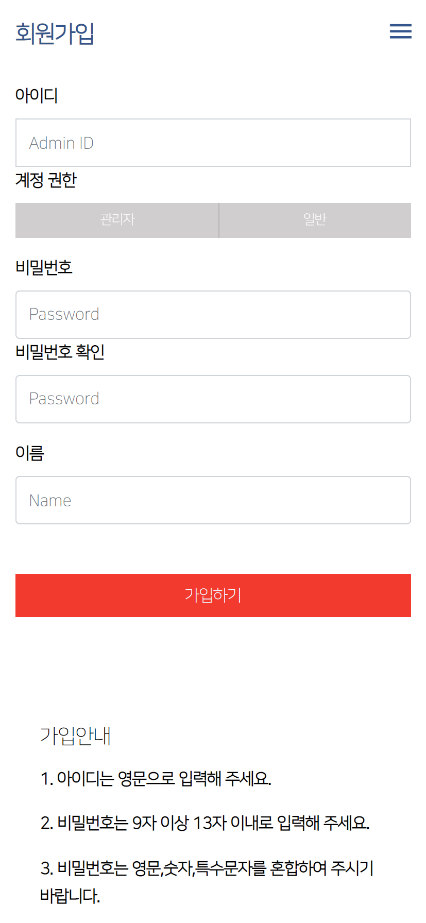 회원가입
아이디
Admin ID
계정 권한
관리자 일반
비밀번호
Password
비밀번호 확인
Password
이름
Name
가입하기
가입안내
1. 아이디는 영문으로 입력해 주세요.
2. 비밀번호는 9자 이상 13자 이내로 입력해 주세요.
3. 비밀번호는 영문,숫자,특수문자를 혼합하여 주시기
바랍니다.